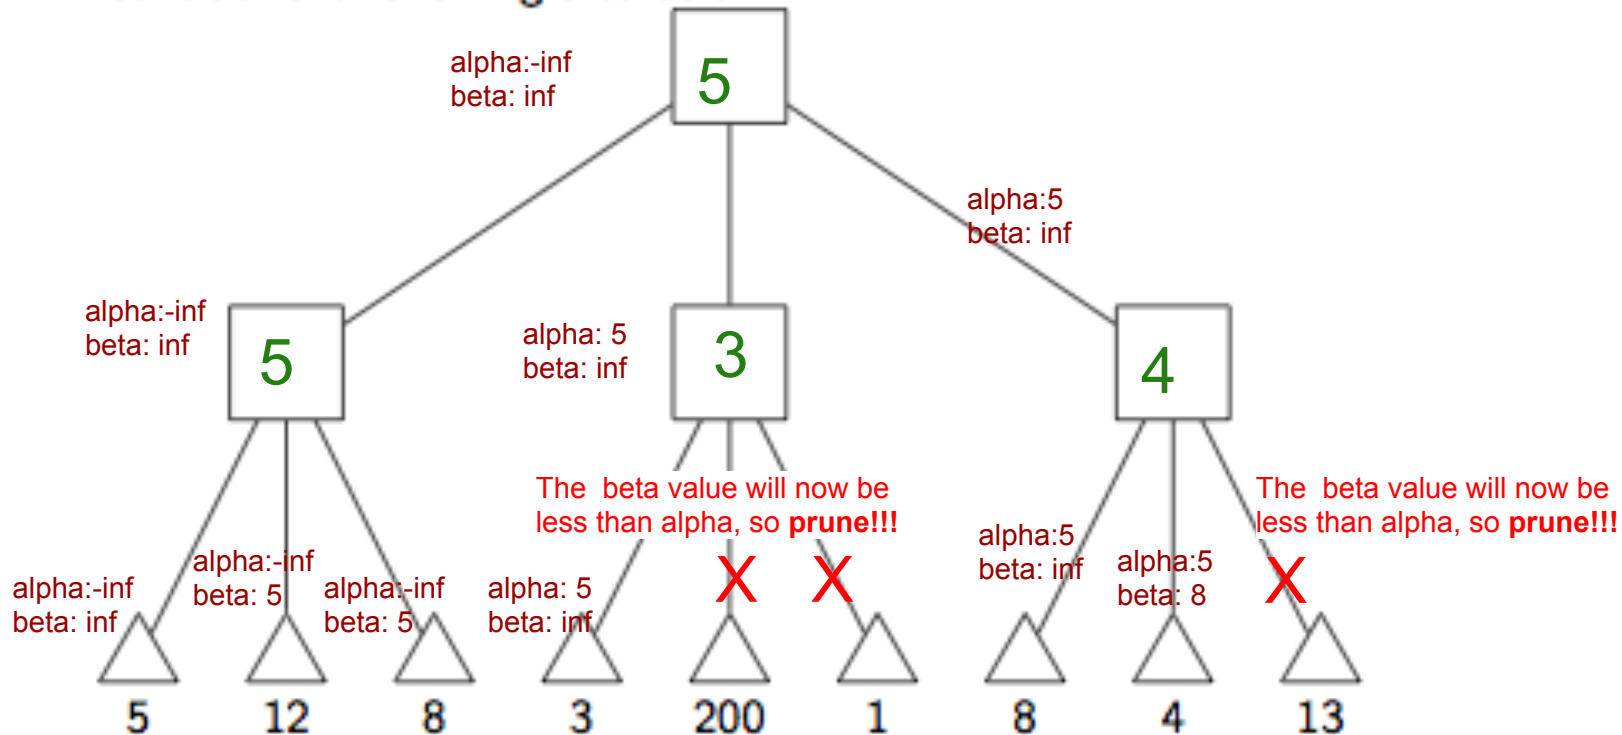 alpha:-inf
beta: inf
5
alpha:5
beta: inf
alpha:-inf
beta: inf
5
alpha: 5
beta: inf
3
4
The  beta value will now be
less than alpha, so prune!!!
The  beta value will now be
less than alpha, so prune!!!
alpha:-inf
beta: inf
alpha:-inf
beta: 5
alpha:-inf
beta: 5
alpha: 5
beta: inf
X
X
alpha:5
beta: inf
alpha:5
beta: 8
X
5 12 8 3 200 1 8 4 13